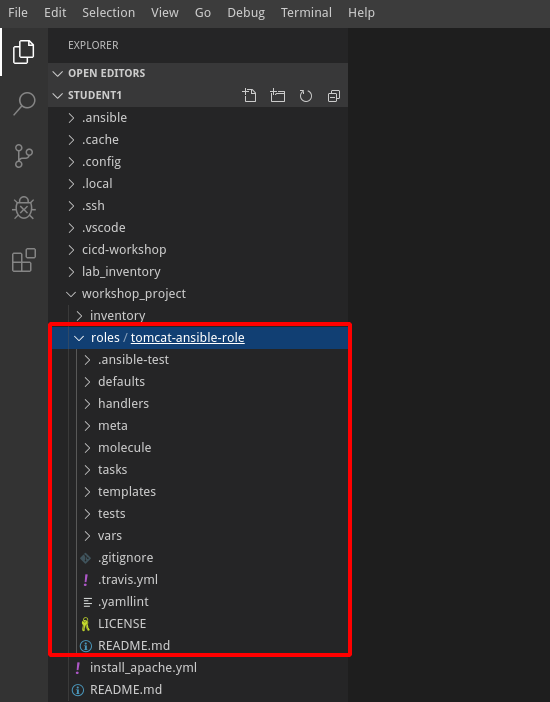 File Edit Selection View Go Debug Terminal Help
EXPLORER
OPEN EDITORS
STUDENT1
.ansible
.cache
.config
.local
.ssh
.vscode
cicd-workshop
lab_inventory
workshop_project
inventory
roles / tomcat-ansible-role
.ansible-test
defaults
handlers
meta
molecule
tasks
templates
tests
vars
.gitignore
.travis.yml
.yamllint
LICENSE
README.md
install_apache.yml
README.md